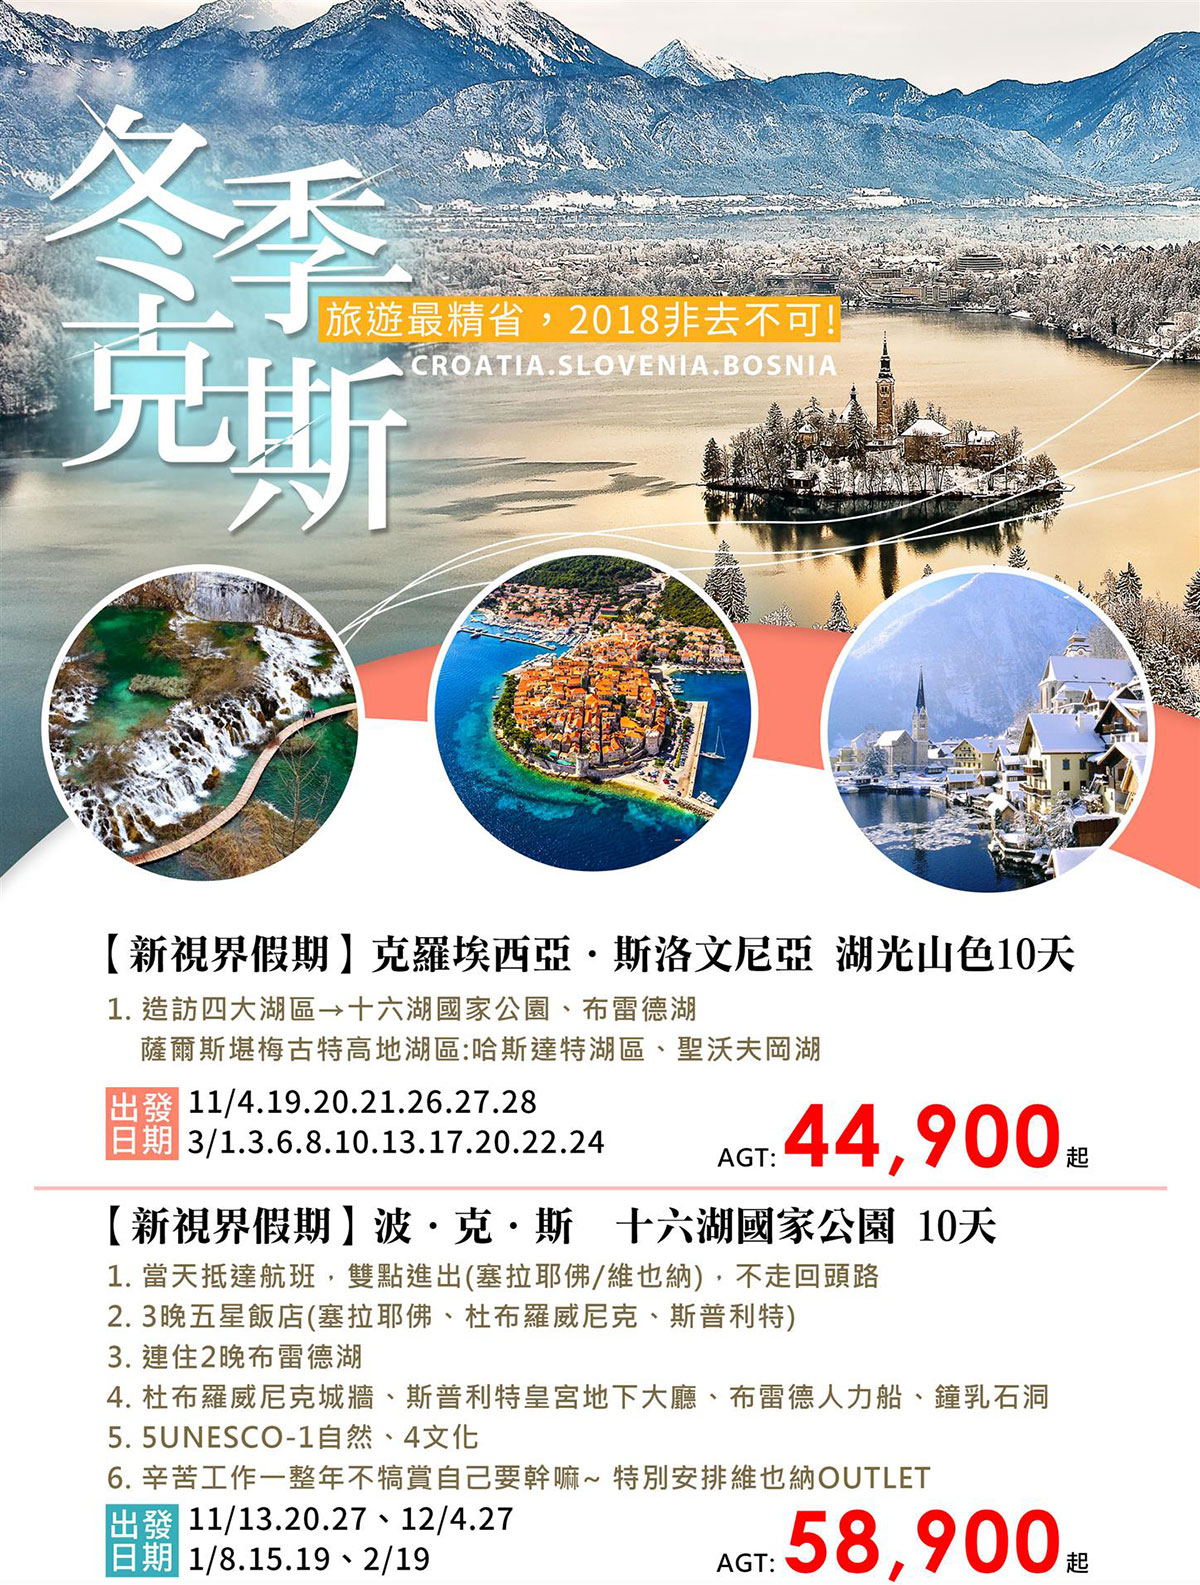 冬季
克斯
旅遊最精省，2018非去不可!
CROATIA.SLOVENIA.BOSNIA
【新視界假期】克羅埃西亞・斯洛文尼亞 湖光山色10天
1. 造訪四大湖區→十六湖國家公園、布雷德湖
薩爾斯堪梅古特高地湖區:哈斯達特湖區、聖沃夫岡湖
出發日期 11/4.19.20.21.26.27.28
3/1.3.6.8.10.13.17.20.22.24
AGT: 44,900起
【新視界假期】波・克・斯 十六湖國家公園 10天
1. 當天抵達航班，雙點進出(塞拉耶佛/維也納)，不走回頭路
2. 3晚五星飯店(塞拉耶佛、杜布羅威尼克、斯普利特)
3. 連住2晚布雷德湖
4. 杜布羅威尼克城牆、斯普利特皇宮地下大廳、布雷德人力船、鐘乳石洞
5. 5UNESCO-1自然、4文化
6. 辛苦工作一整年不犒賞自己要幹嘛~ 特別安排維也納OUTLET
出發日期 11/13.20.27、12/4.27
1/8.15.19、2/19
AGT: 58,900起